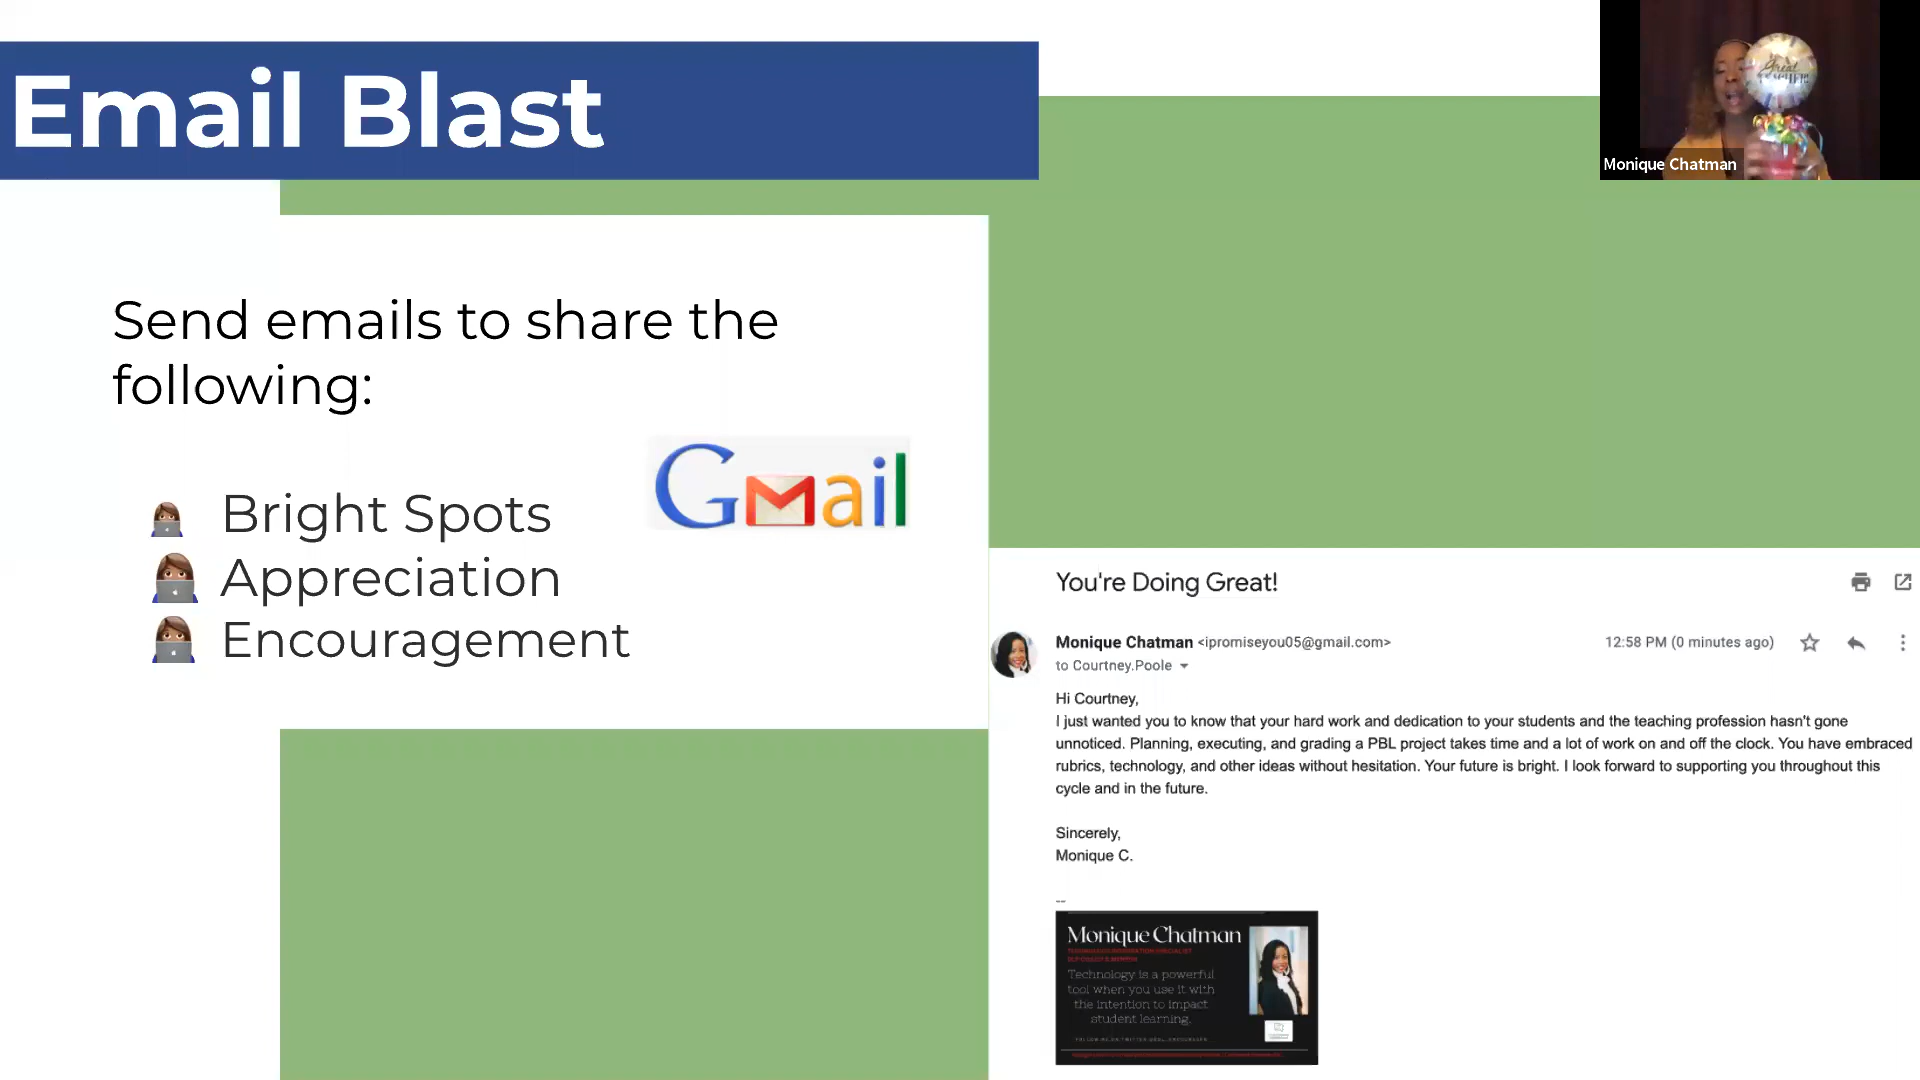 Email Blast
Great
TEACHER
Monique Chatman
Send emails to share the
following:
Gmail
Bright Spots
Appreciation
Encouragement
You're Doing Great!
Monique Chatman <ipromiseyou05@gmail.com>
12:58 PM (0 minutes ago)
to Courtney.Poole
Hi Courtney,
I just wanted you to know that your hard work and dedication to your students and the teaching profession hasn't gone
unnoticed. Planning, executing, and grading a PBL project takes time and a lot of work on and off the clock. You have embraced
rubrics, technology, and other ideas without hesitation. Your future is bright. I look forward to supporting you throughout this
cycle and in the future.
Sincerely,
Monique C.
--
Monique Chatman
Technology is a powerful
tool when you use it with
the intention to impact
student learning.